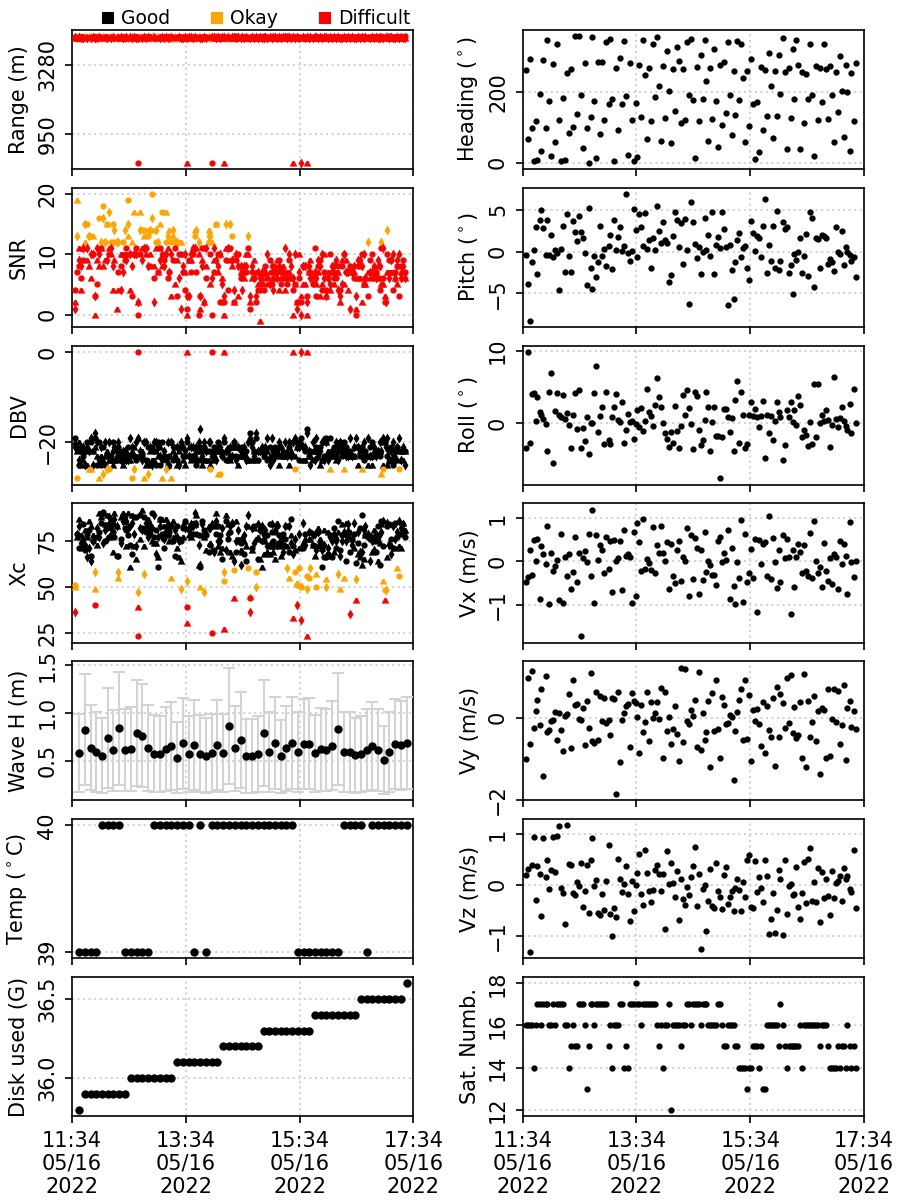 Good Okay Difficult
Range (m)
3280
950
Heading (°)
200
0
SNR
20
10
0
Pitch (°)
5
0
−5
DBV
0
−20
Roll (°)
10
0
Xc
75
50
25
Vx (m/s)
1
0
−1
Wave H (m)
1.5
1.0
0.5
Vy (m/s)
0
−2
Temp (°C)
40
39
Vz (m/s)
1
0
−1
Disk used (G)
36.5
36.0
Sat. Numb.
18
16
14
12
11:34 13:34 15:34 17:34 11:34 13:34 15:34 17:34
05/16 05/16 05/16 05/16 05/16 05/16 05/16 05/16
2022 2022 2022 2022 2022 2022 2022 2022